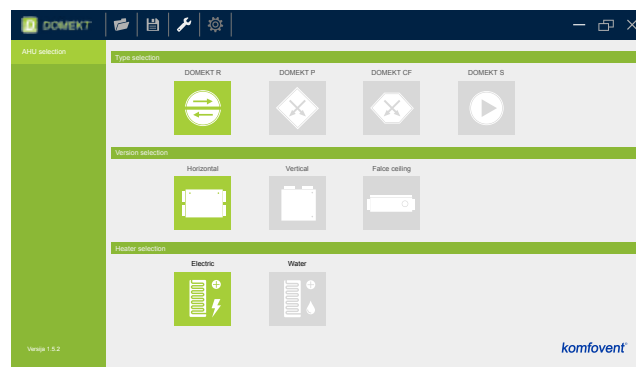 DOMEKT
AHU selection
Type selection
DOMEKT R DOMEKT P DOMEKT CF DOMEKT S
Version selection
Horizontal Vertical Falce ceiling
Heater selection
Electric Water
Versija 1.5.2
komfovent